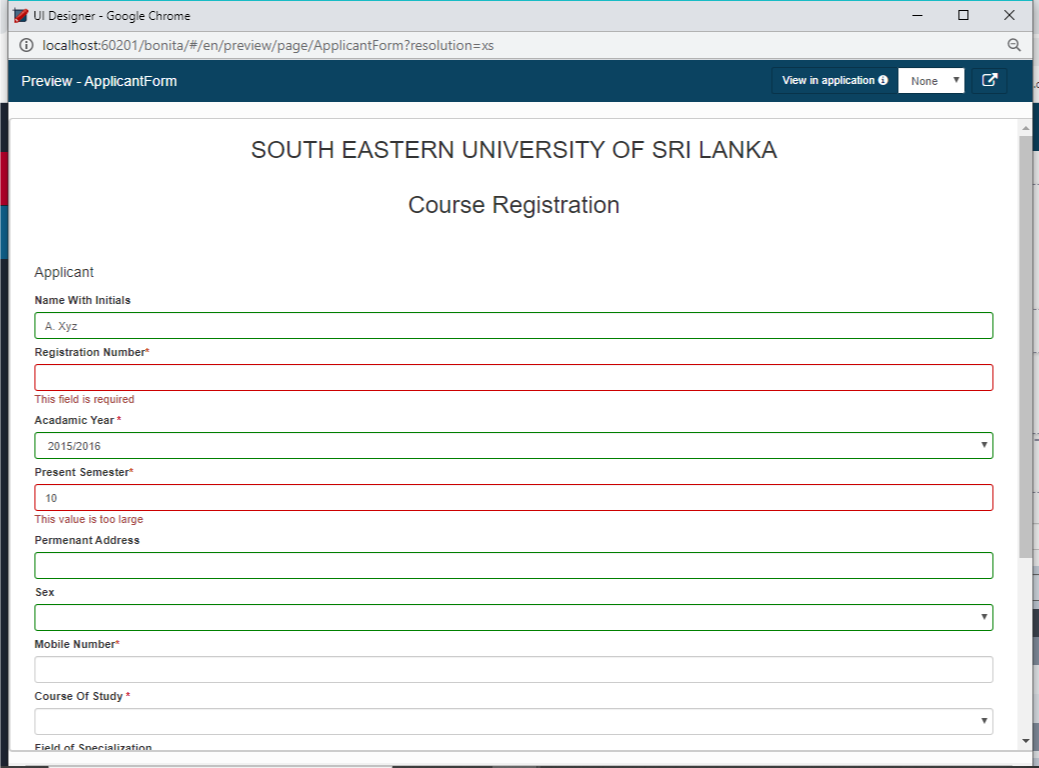 UI Designer - Google Chrome
localhost:60201/bonita/#/en/preview/page/ApplicantForm?resolution=xs
Preview - ApplicantForm View in application None
SOUTH EASTERN UNIVERSITY OF SRI LANKA
Course Registration
Applicant
Name With Initials
A. Xyz
Registration Number*
This field is required
Acadamic Year *
2015/2016
Present Semester*
10
This value is too large
Permenant Address
Sex
Mobile Number*
Course Of Study *
Field of Specialization